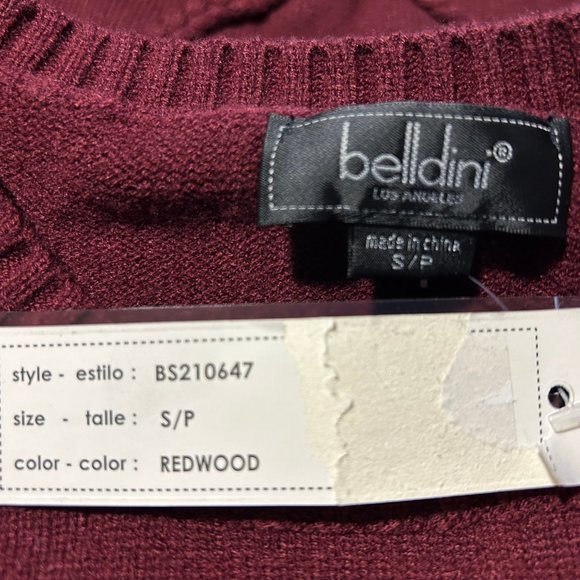 belldini®
LOS ANGELES
made in china
S/P
style - estilo : BS210647
size - talle : S/P
color - color : REDWOOD